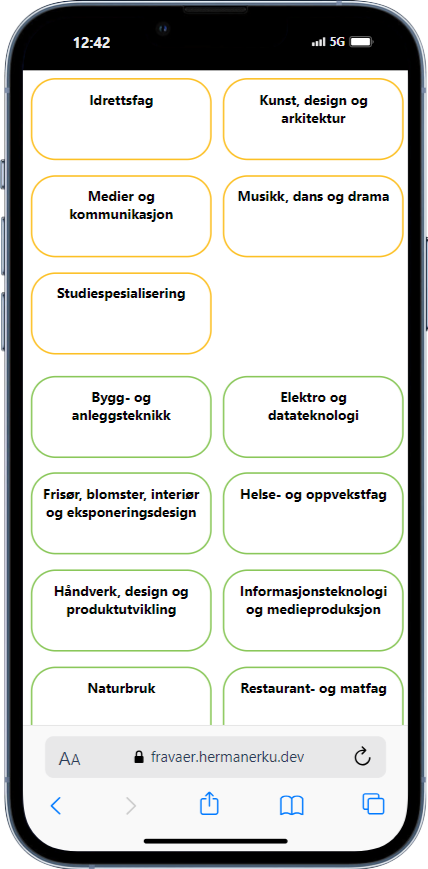 12:42
5G
Idrettsfag
Kunst, design og
arkitektur
Medier og
kommunikasjon
Musikk, dans og drama
Studiespesialisering
Bygg- og
anleggsteknikk
Elektro og
datateknologi
Frisør, blomster, interiør
og eksponeringsdesign
Helse- og oppvekstfag
Håndverk, design og
produktutvikling
Informasjonsteknologi
og medieproduksjon
Naturbruk
Restaurant- og matfag
AA
fravaer.hermanerku.dev